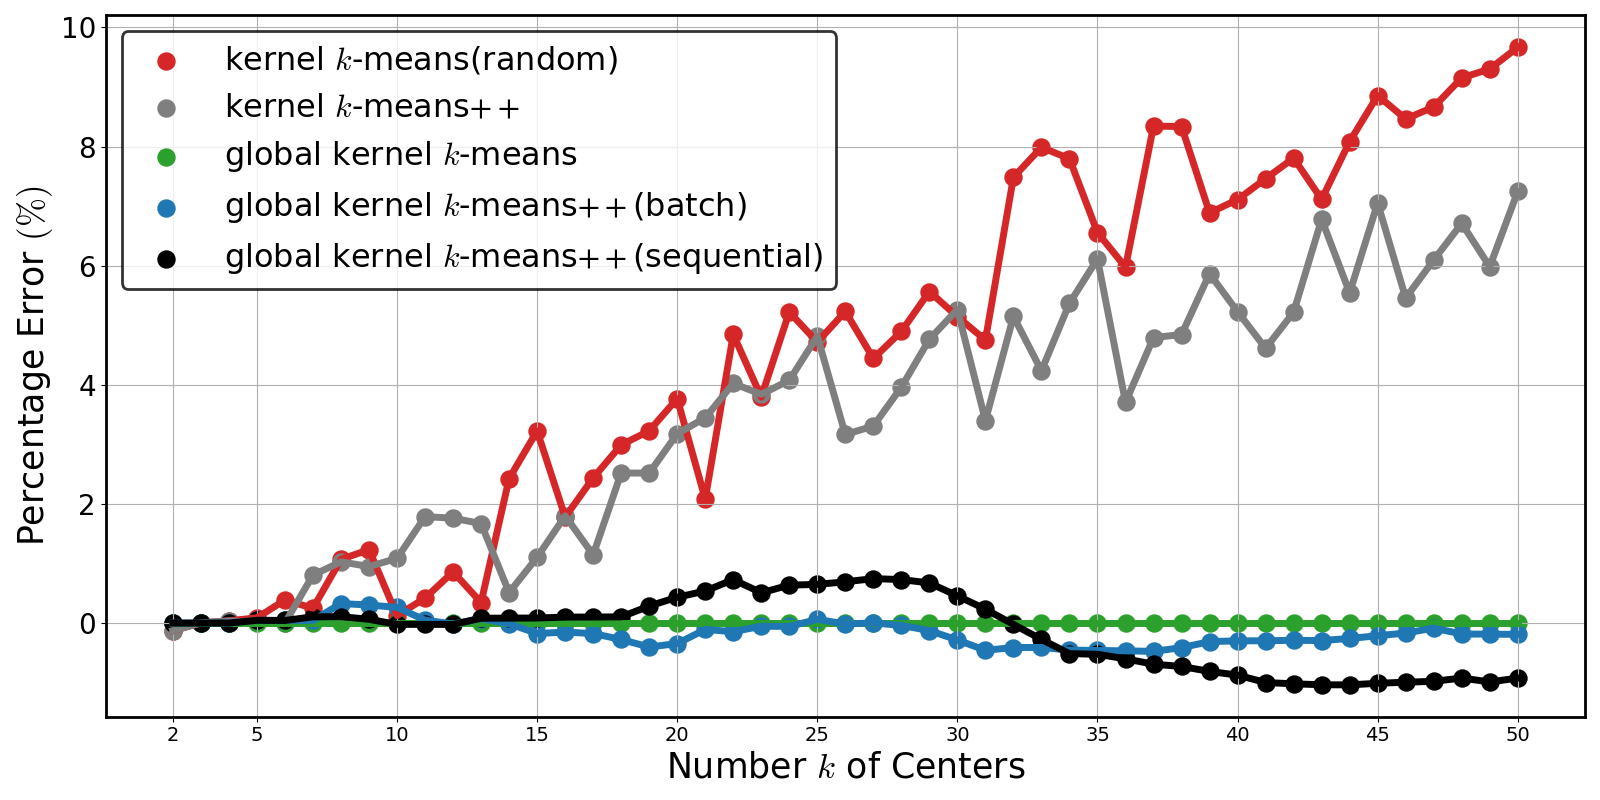 kernel k-means(random)
kernel k-means++
global kernel k-means
global kernel k-means++(batch)
global kernel k-means++(sequential)
Percentage Error (%)
10
8
6
4
2
0
2 5 10 15 20 25 30 35 40 45 50
Number k of Centers